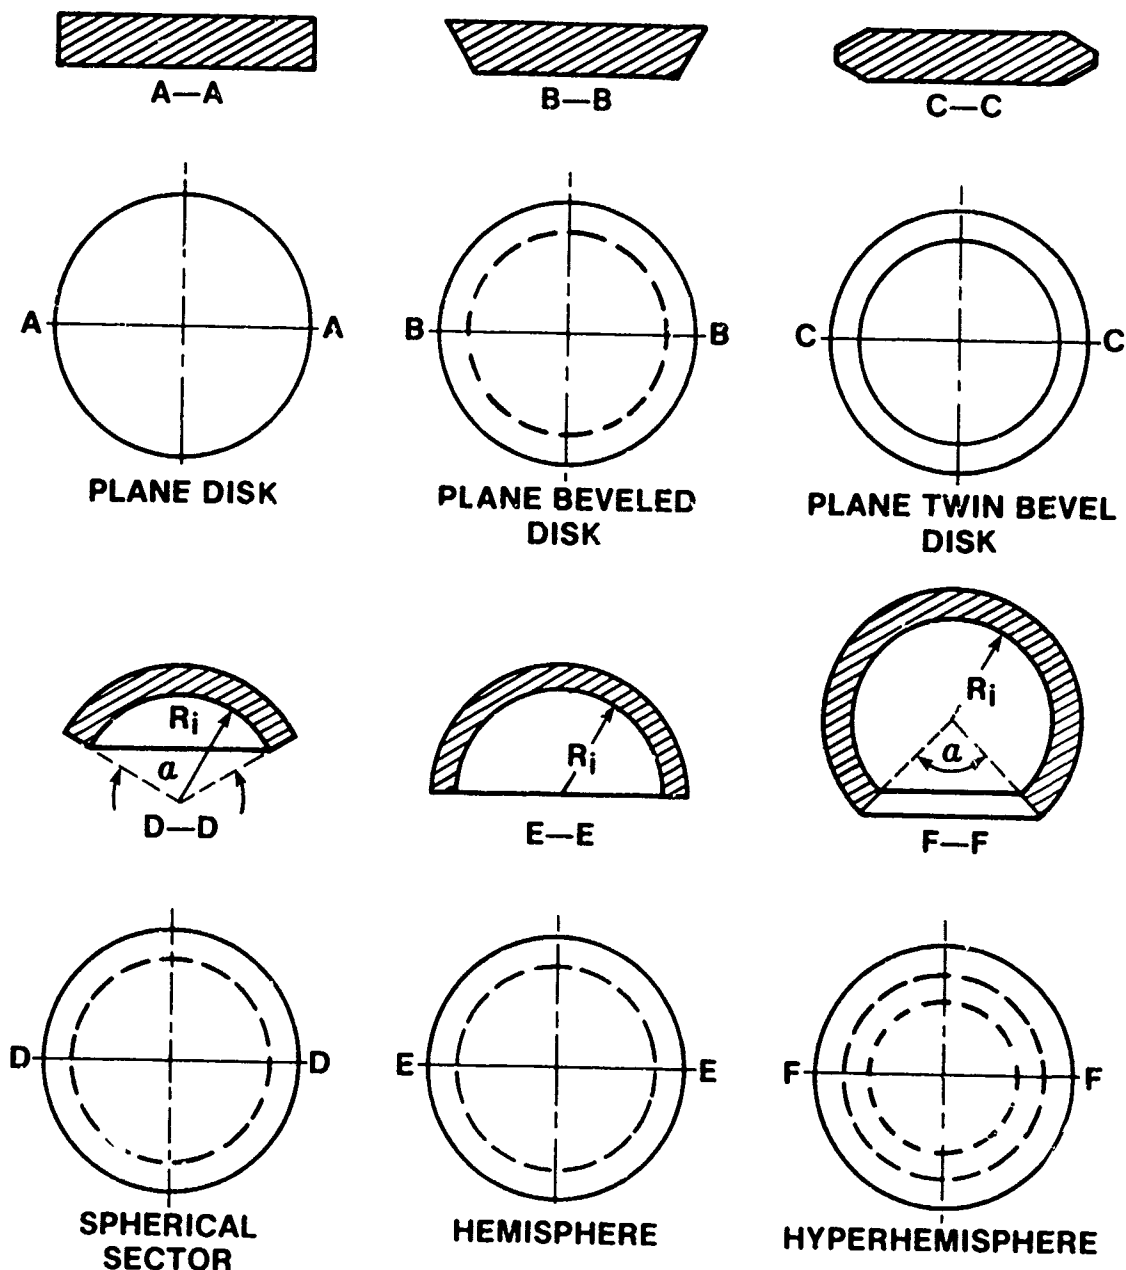 A—A
B—B
C—C
A A
B B
C C
PLANE DISK
PLANE BEVELED
DISK
PLANE TWIN BEVEL
DISK
Ri
a
D—D
Ri
E—E
Ri
a
F—F
D D
E E
F F
SPHERICAL
SECTOR
HEMISPHERE
HYPERHEMISPHERE